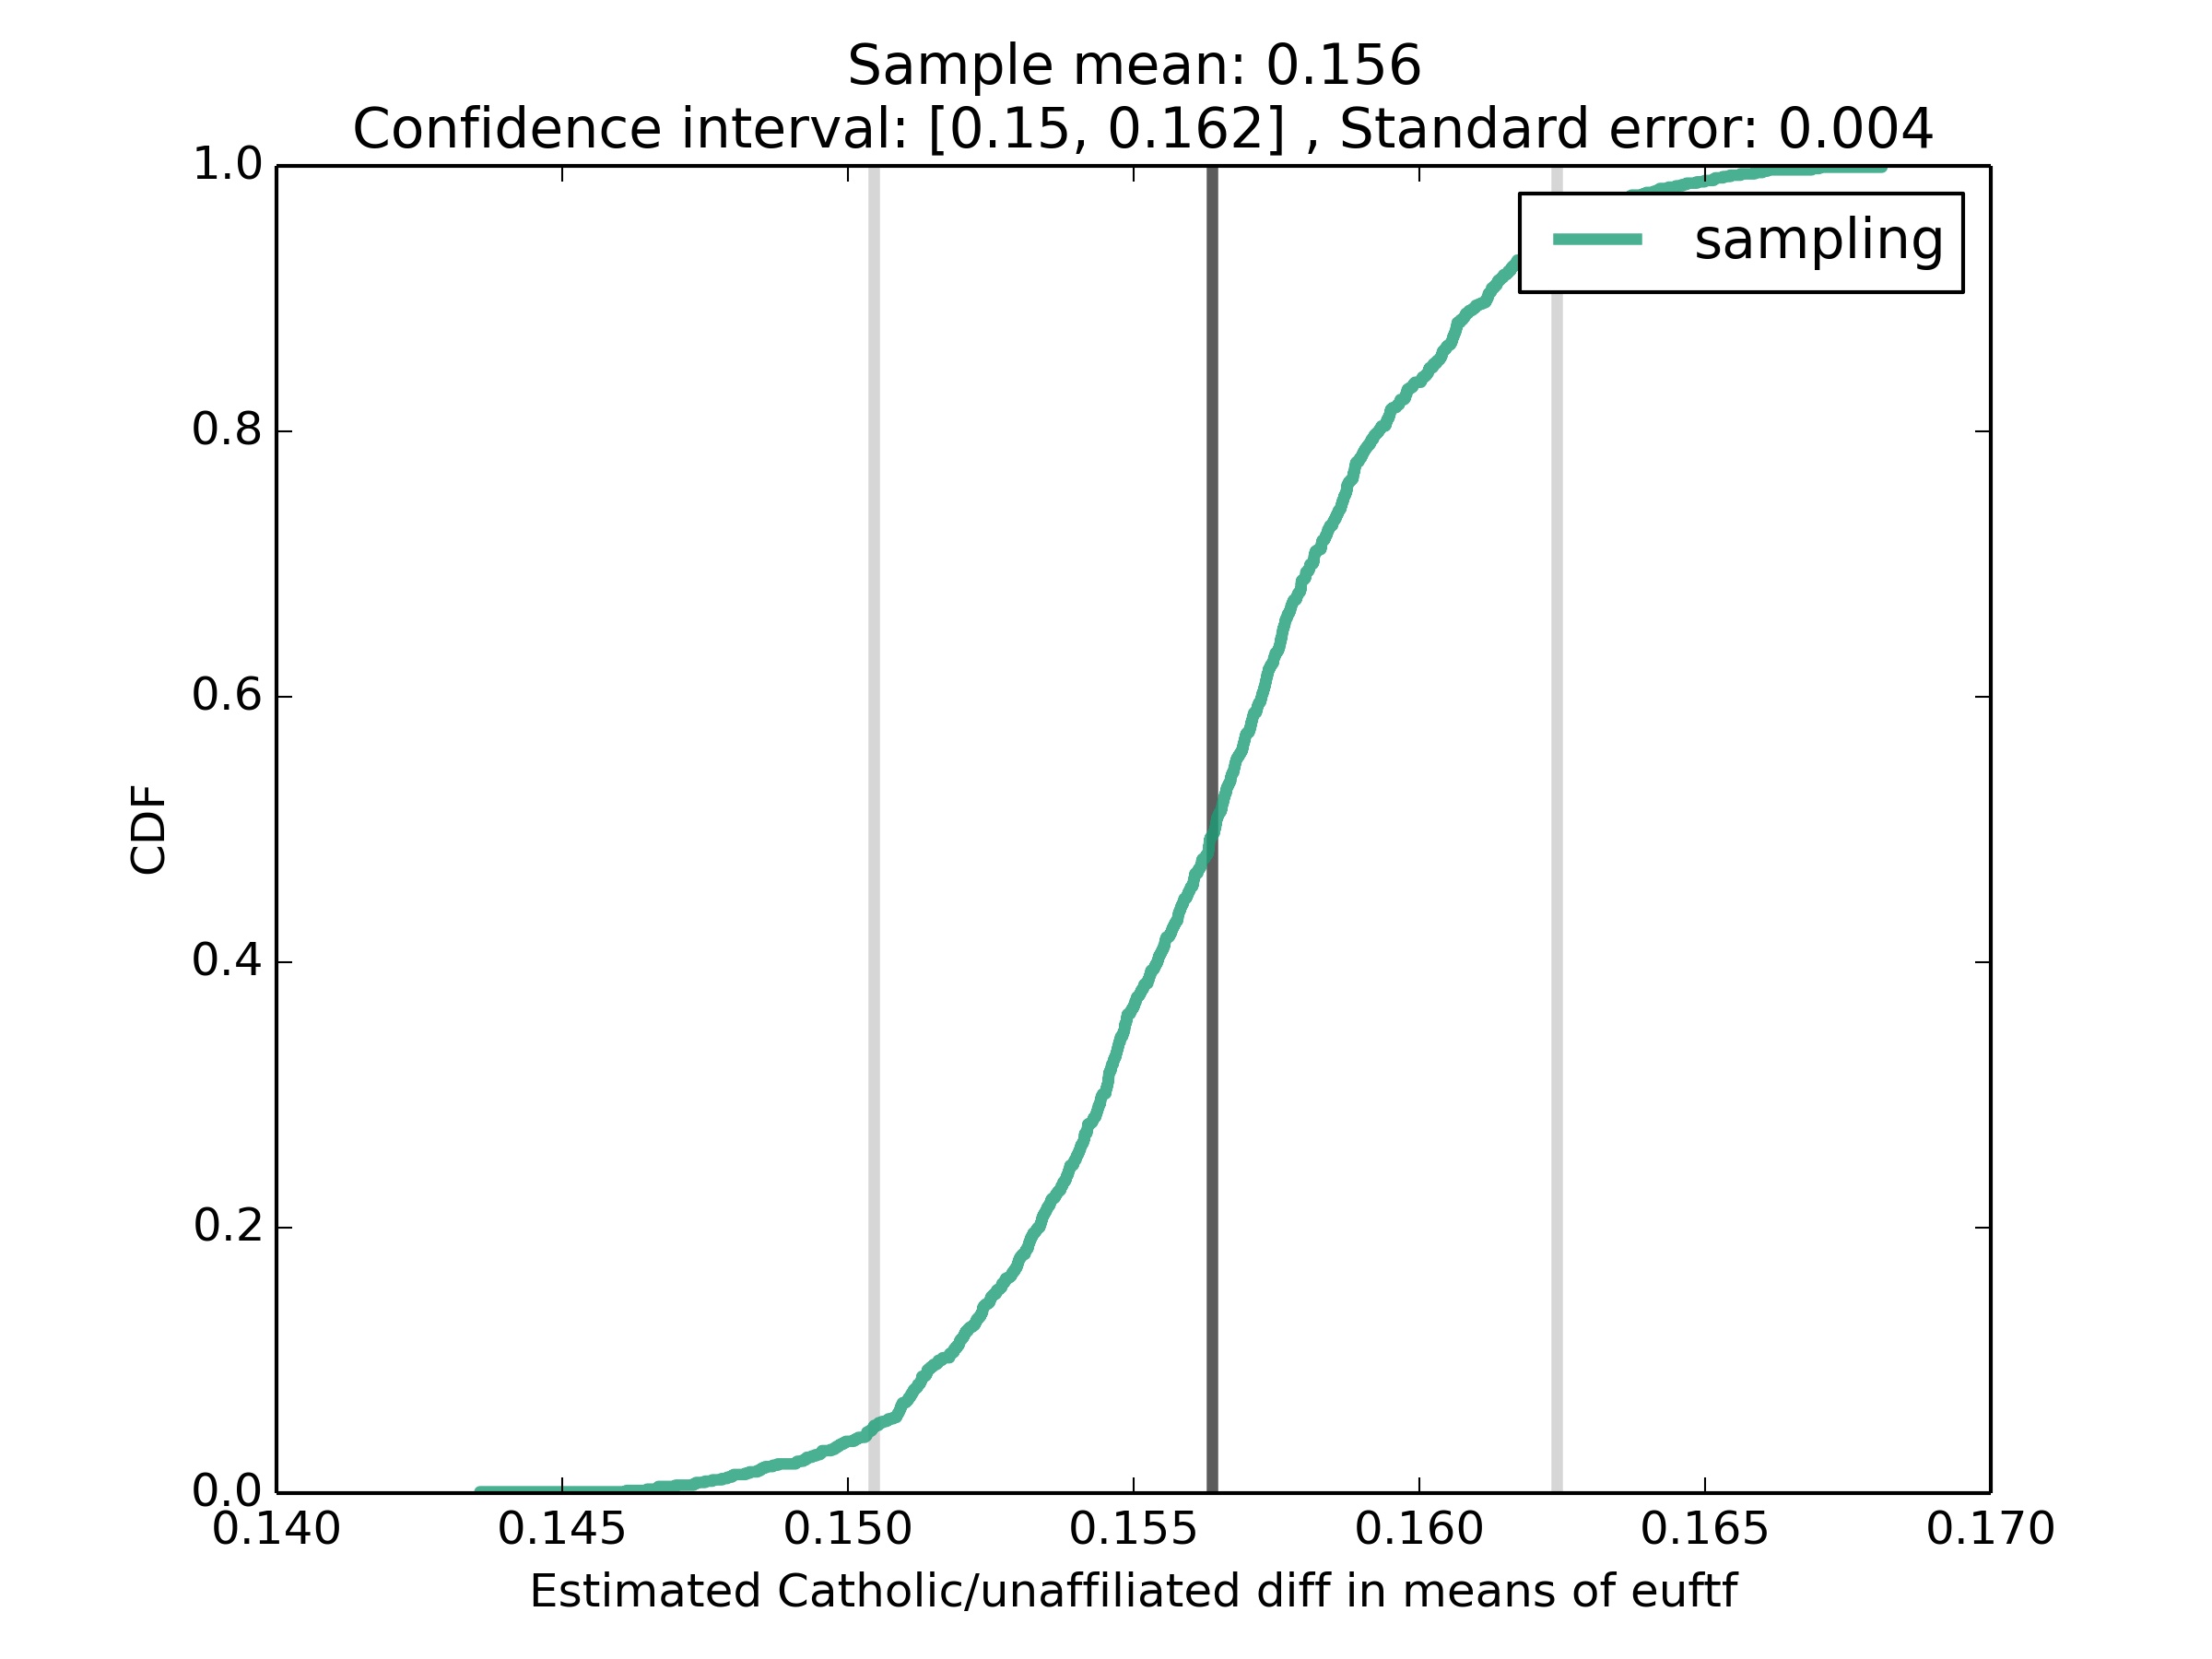 Sample mean: 0.156
Confidence interval: [0.15, 0.162] , Standard error: 0.004
1.0
sampling
0.8
0.6
CDF
0.4
0.2
0.0
0.140 0.145 0.150 0.155 0.160 0.165 0.170
Estimated Catholic/unaffiliated diff in means of euftf